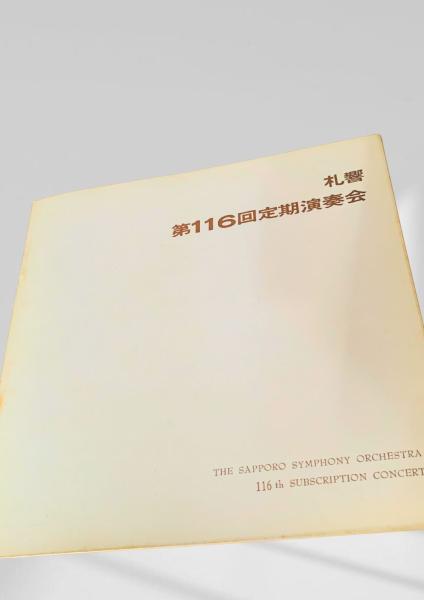 札響
第116回定期演奏会
THE SAPPORO SYMPHONY ORCHESTRA
116 th SUBSCRIPTION CONCERT